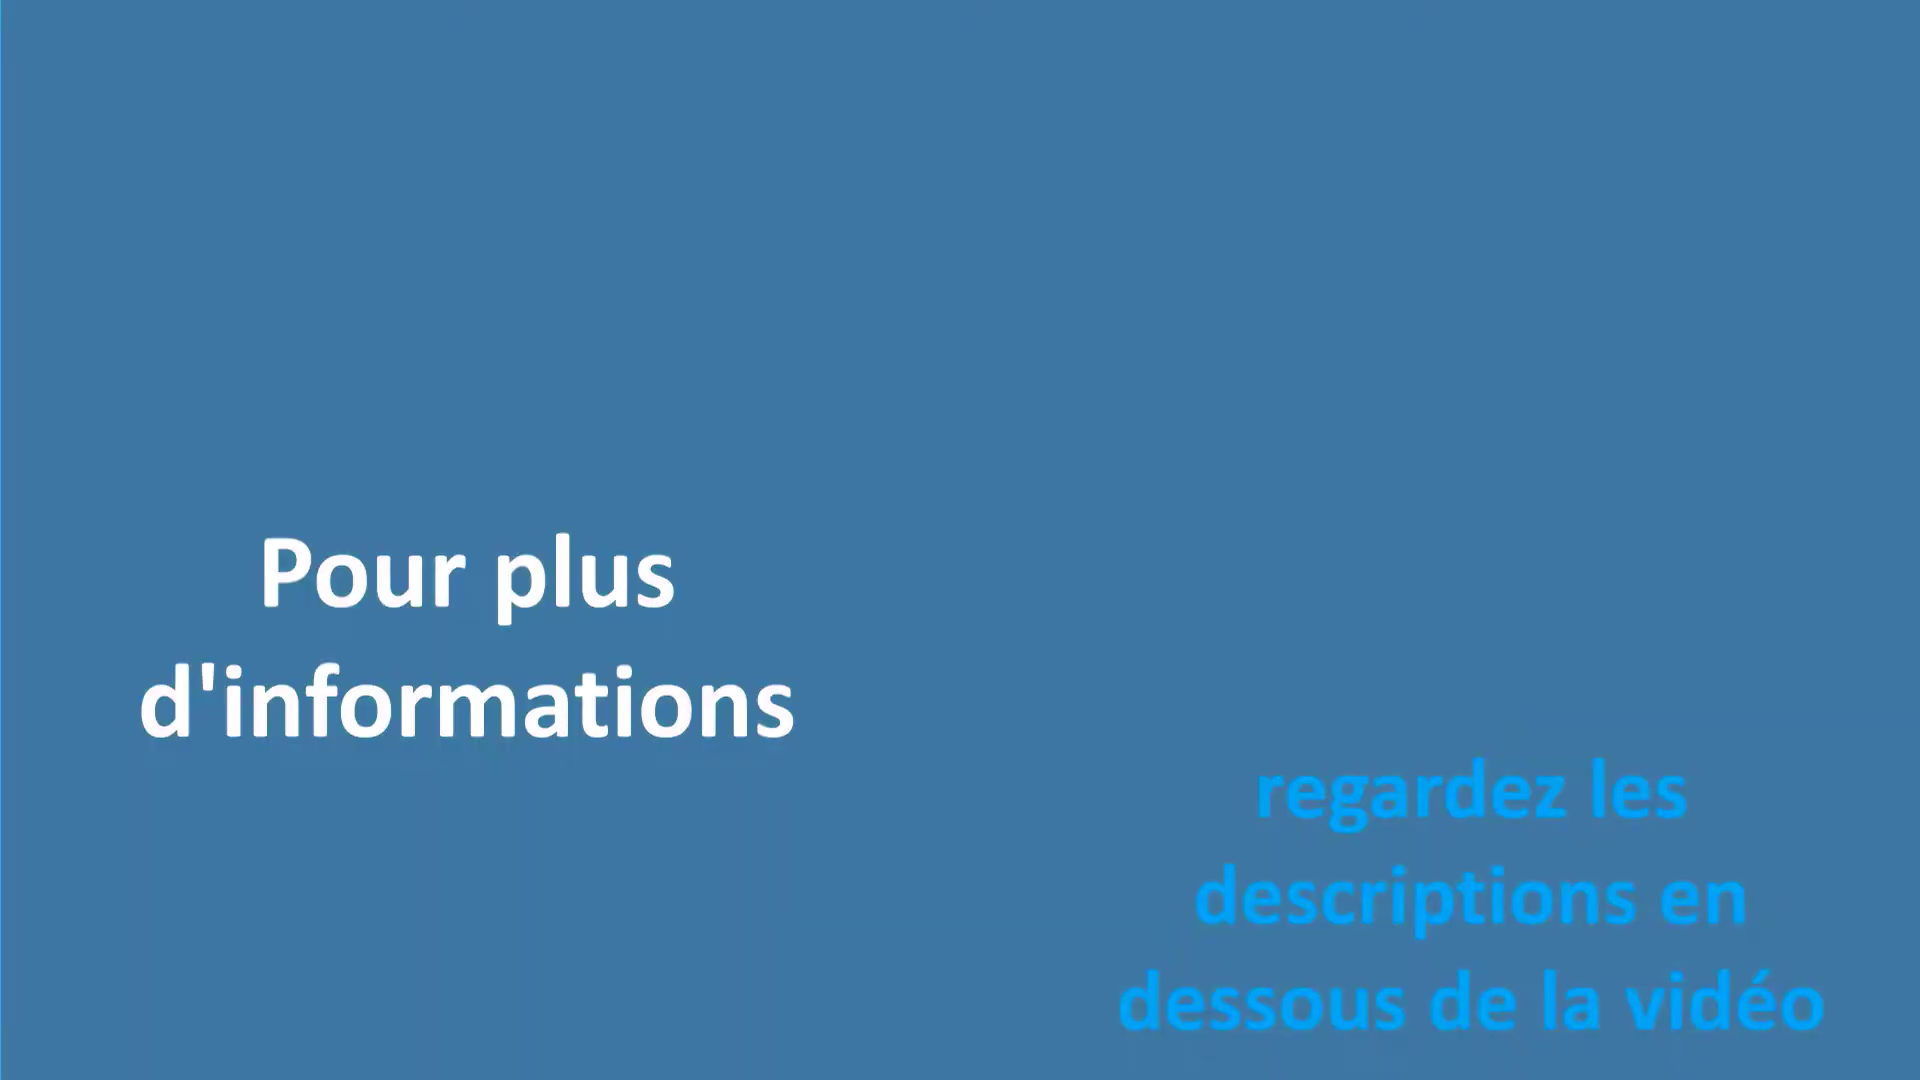 Pour plus
d'informations
regardez les
descriptions en
dessous de la vidéo